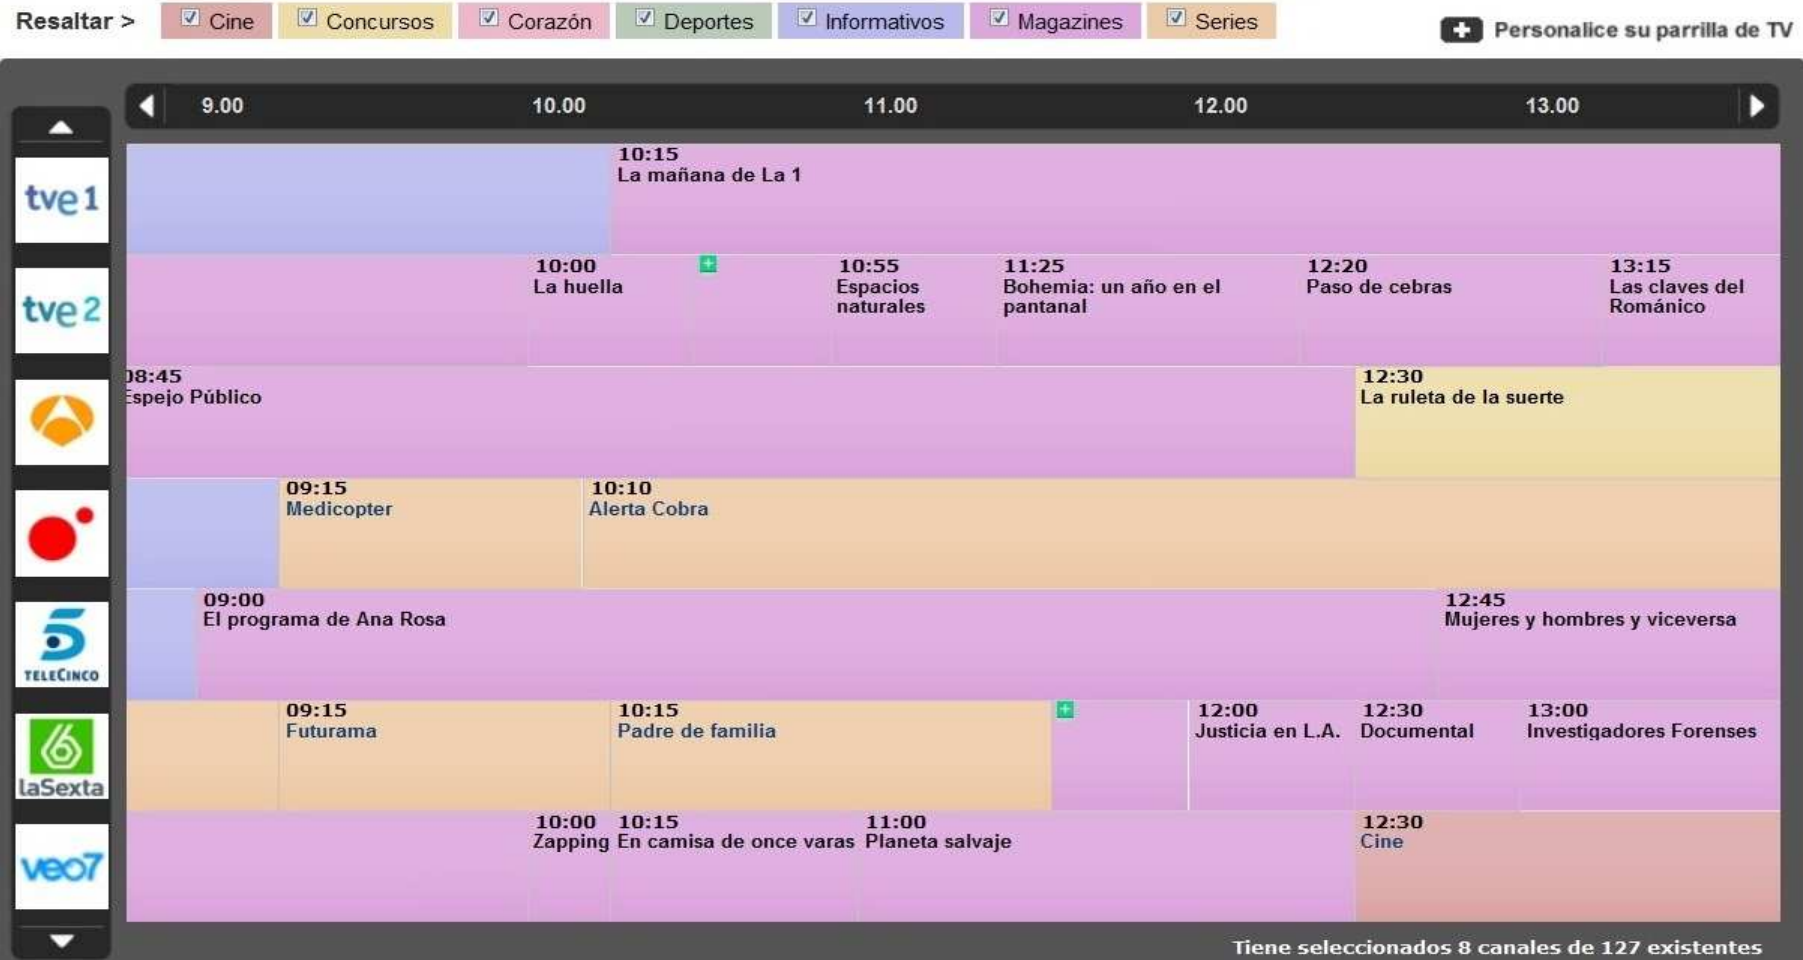 Resaltar > Cine Concursos Corazón Deportes Informativos Magazines Series
Personalice su parrilla de TV
9.00 10.00 11.00 12.00 13.00
tve1
10:15
La mañana de La 1
tve2
10:00 10:55 11:25 12:20 13:15
La huella Espacios Bohemia: un año en el Paso de cebras Las claves del
naturales pantanal Románico
08:45 12:30
Espejo Público La ruleta de la suerte
09:15 10:10
Medicopter Alerta Cobra
5
TELECINCO
09:00 12:45
El programa de Ana Rosa Mujeres y hombres y viceversa
6
laSexta
09:15 10:15 12:00 12:30 13:00
Futurama Padre de familia Justicia en L.A. Documental Investigadores Forenses
veo7
10:00 10:15 11:00 12:30
Zapping En camisa de once varas Planeta salvaje Cine
Tiene seleccionados 8 canales de 127 existentes